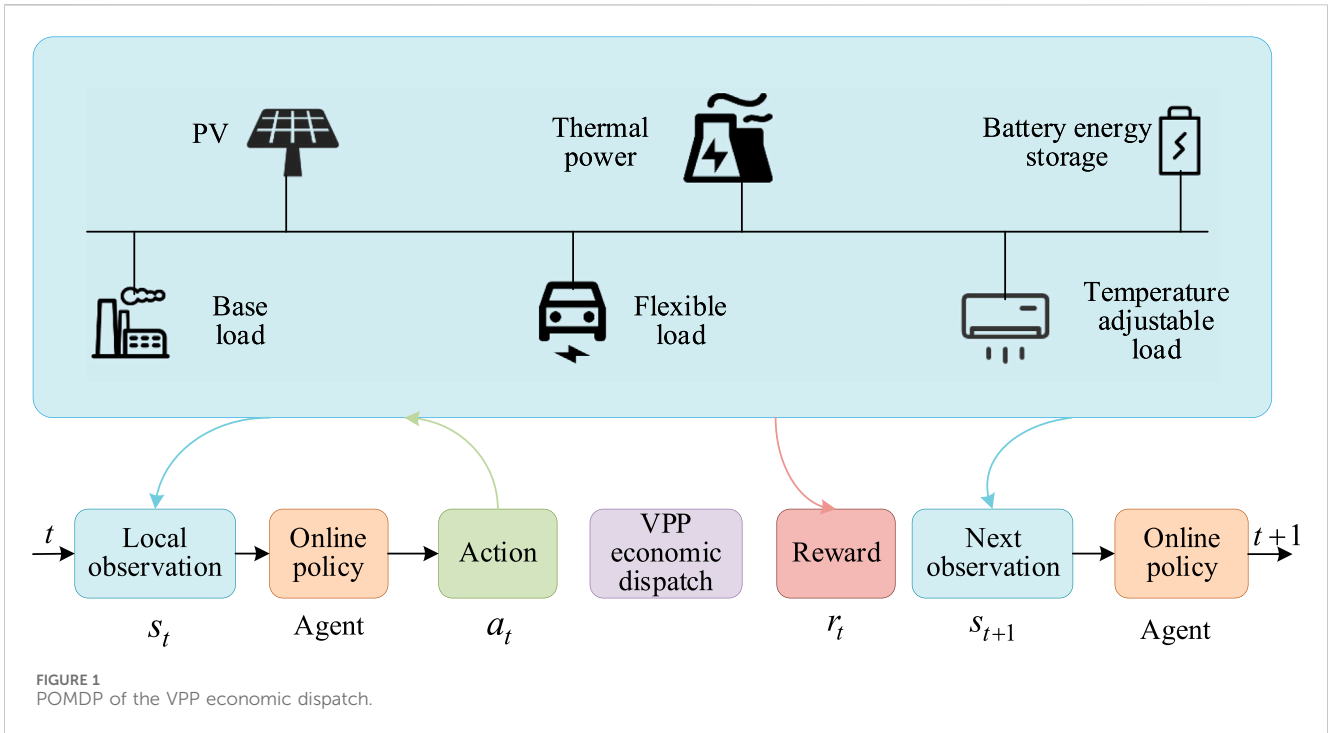 PV
Thermal
power
Battery energy
storage
Base
load
Flexible
load
Temperature
adjustable
load
t
Local
observation
Online
policy
Action
VPP
economic
dispatch
Reward
Next
observation
Online
policy
t+1
s_t
Agent
a_t
r_t
s_{t+1}
Agent
FIGURE 1
POMDP of the VPP economic dispatch.